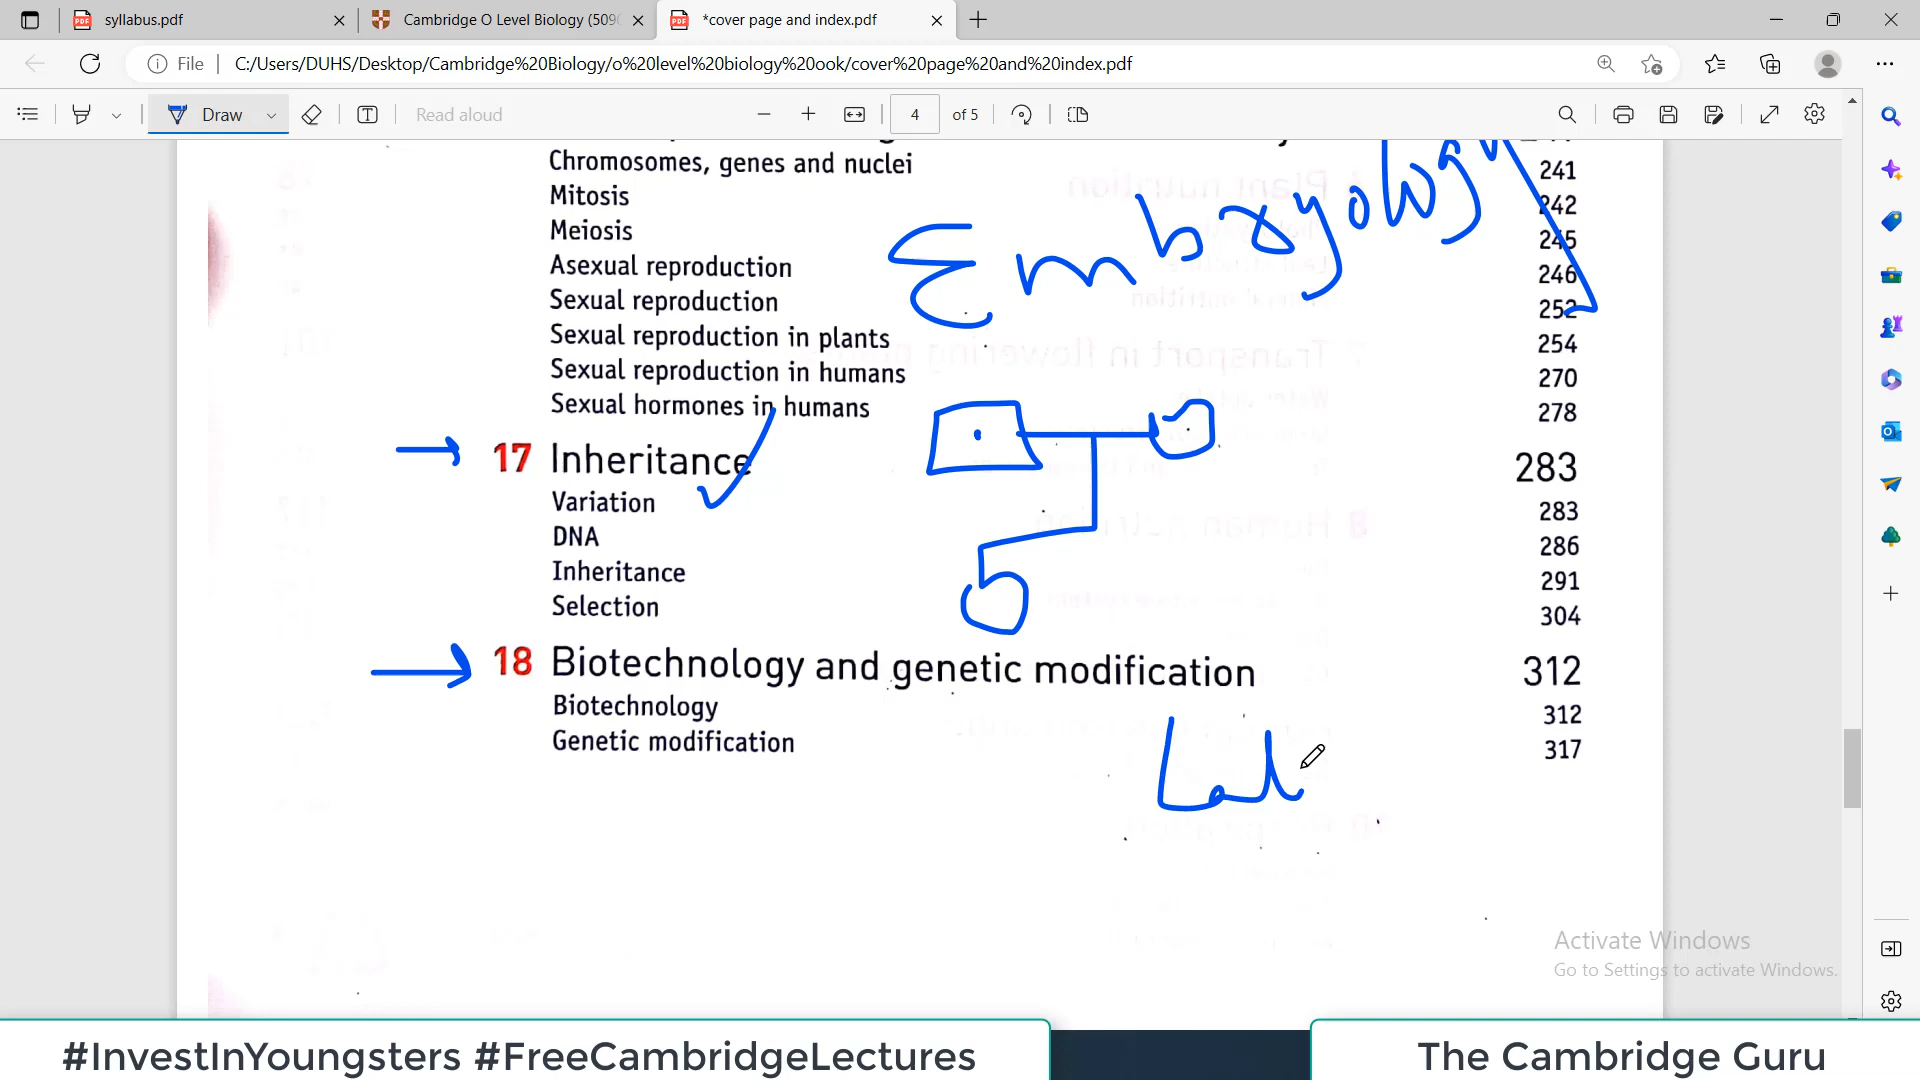 syllabus.pdf
Cambridge O Level Biology (5090
*cover page and index.pdf
File
C:/Users/DUHS/Desktop/Cambridge%20Biology/o%20level%20biology%20ook/cover%20page%20and%20index.pdf
Draw
Read aloud
4 of 5
Chromosomes, genes and nuclei 241
Mitosis 242
Meiosis 245
Asexual reproduction 246
Sexual reproduction 252
Sexual reproduction in plants 254
Sexual reproduction in humans 270
Sexual hormones in humans 278
Embryology
17 Inheritance 283
Variation 283
DNA 286
Inheritance 291
Selection 304
18 Biotechnology and genetic modification 312
Biotechnology 312
Genetic modification 317
Activate Windows
Go to Settings to activate Windows.
#InvestInYoungsters #FreeCambridgeLectures
The Cambridge Guru